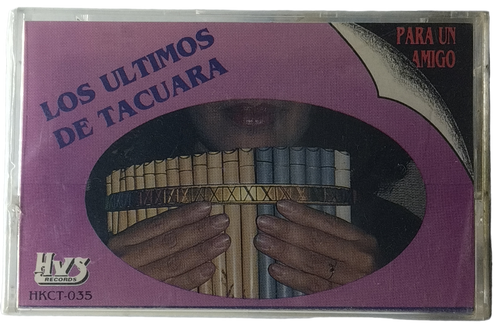 LOS ULTIMOS
DE TACUARA
PARA UN
AMIGO
HVS
RECORDS
HKCT-035